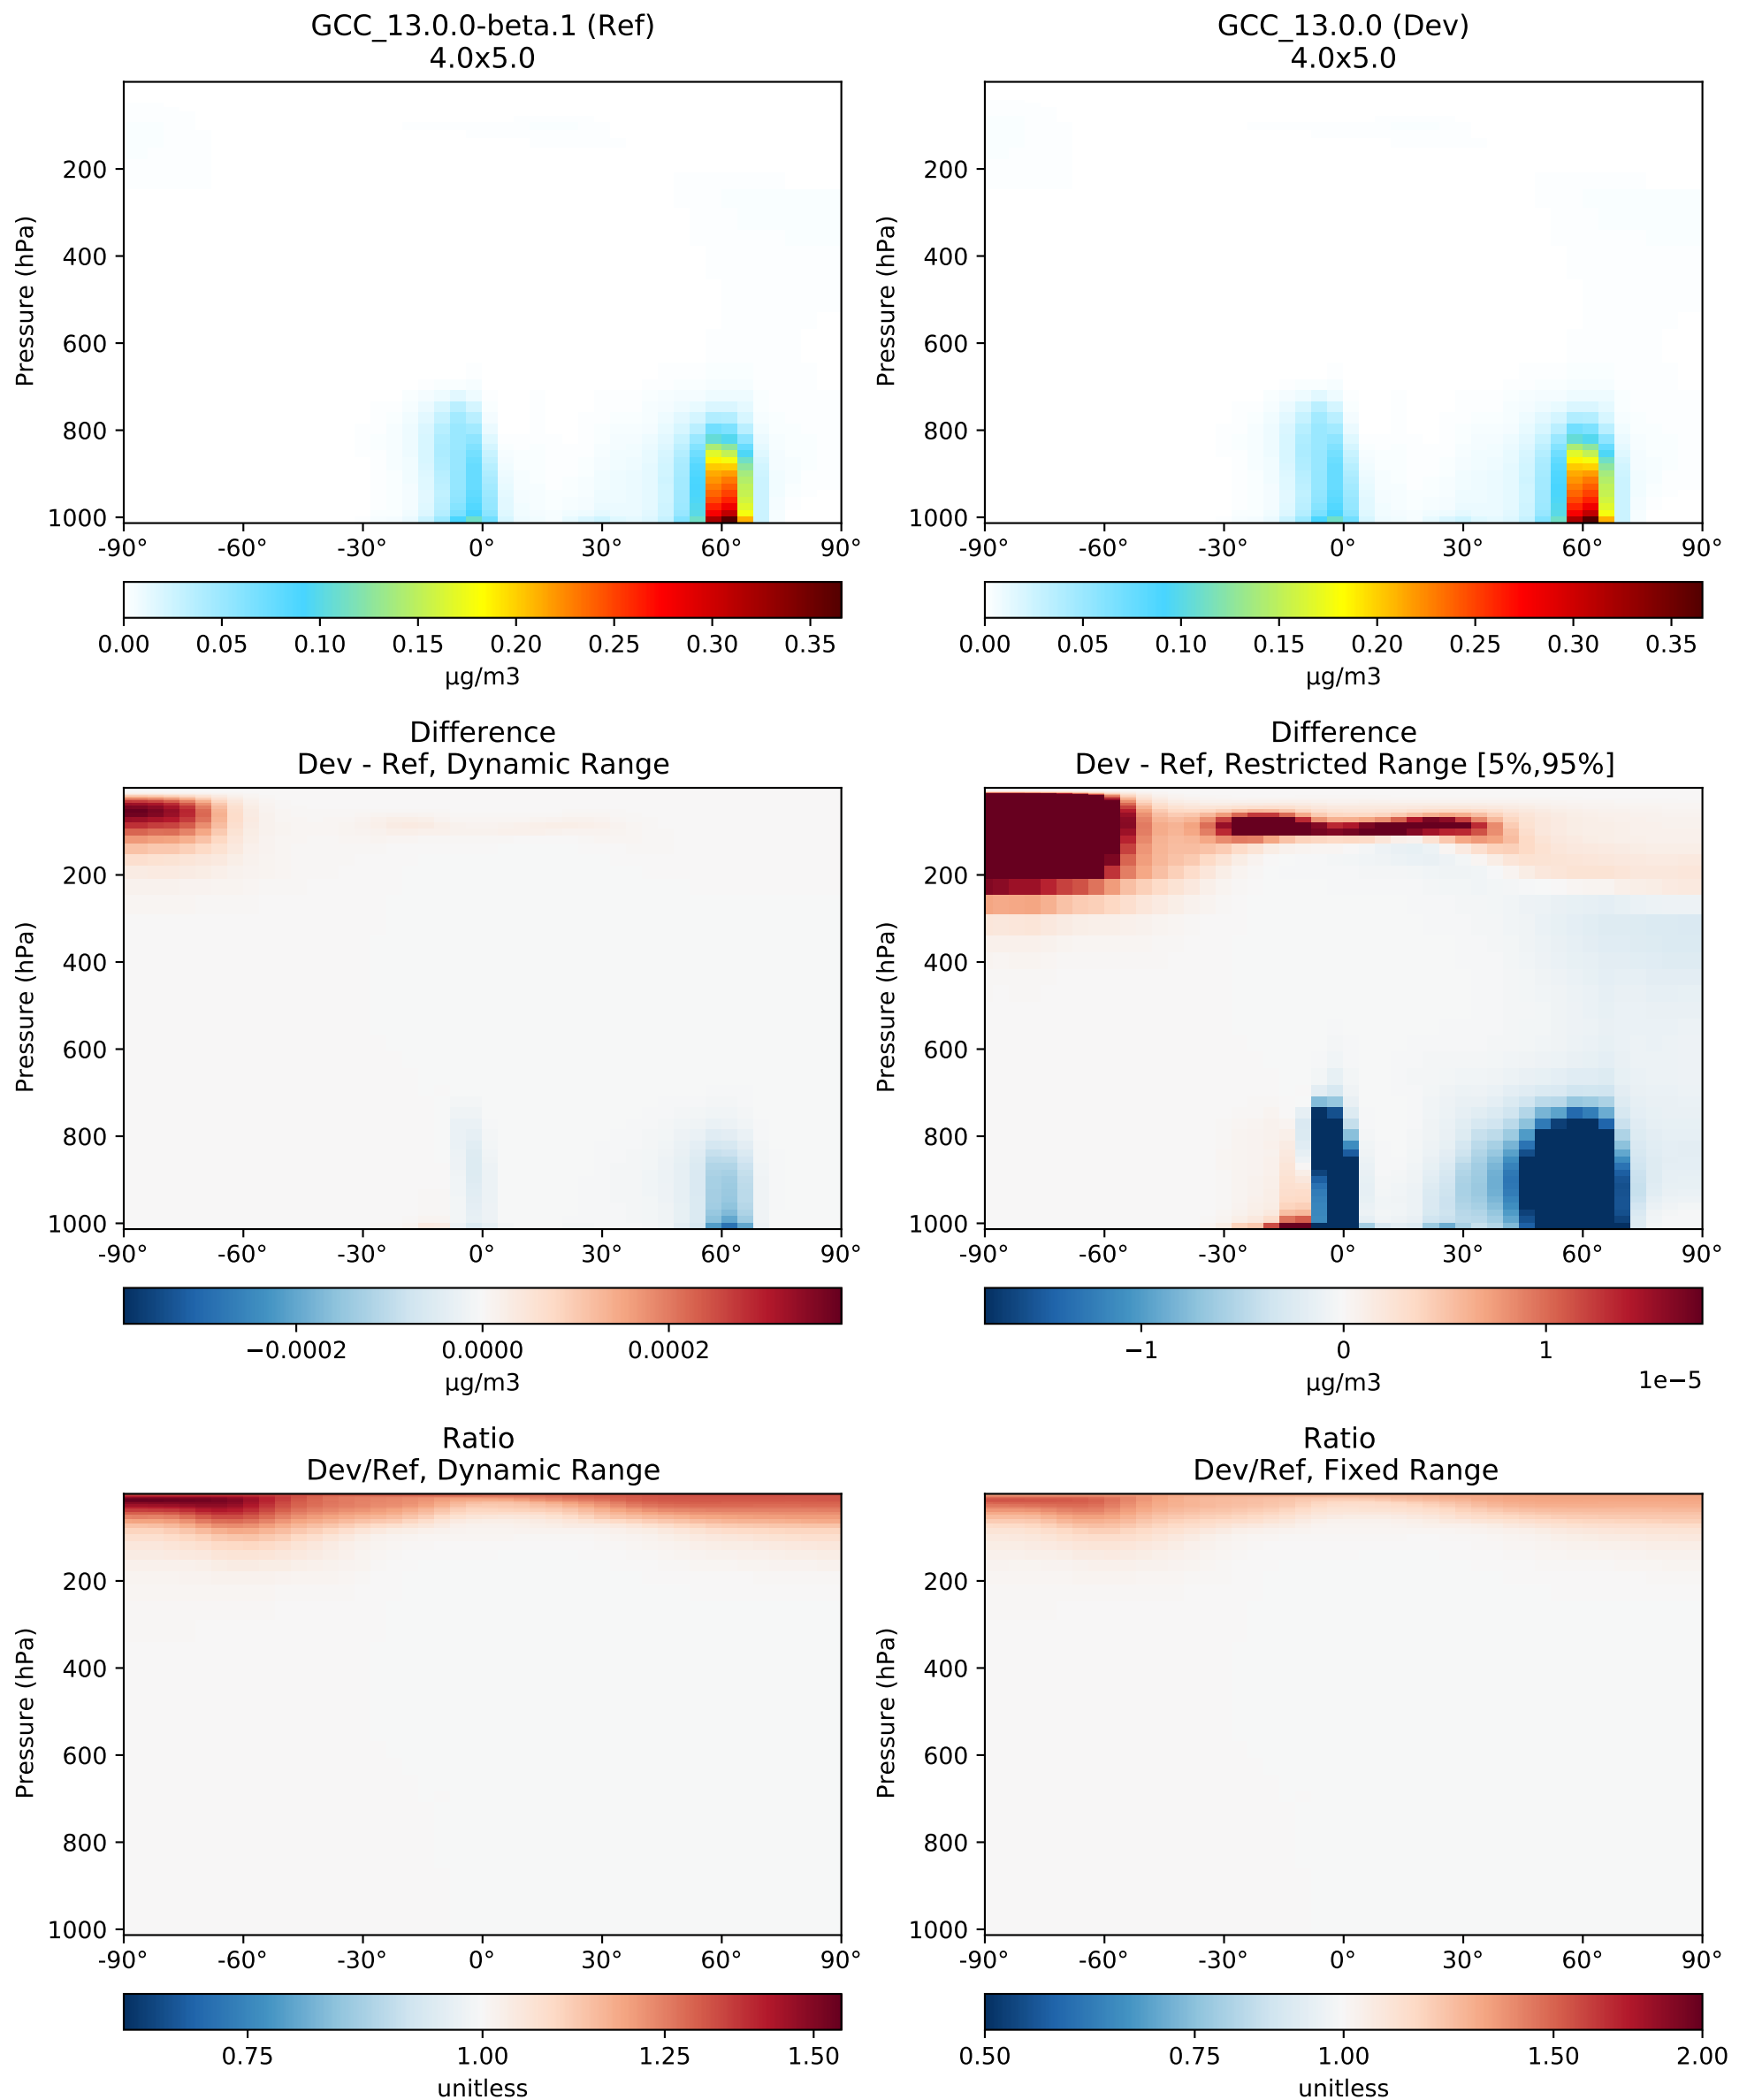 GCC_13.0.0-beta.1 (Ref)
4.0x5.0
GCC_13.0.0 (Dev)
4.0x5.0
Pressure (hPa)
200
400
600
800
1000
-90° -60° -30° 0° 30° 60° 90°
0.00 0.05 0.10 0.15 0.20 0.25 0.30 0.35
µg/m3
Pressure (hPa)
200
400
600
800
1000
-90° -60° -30° 0° 30° 60° 90°
0.00 0.05 0.10 0.15 0.20 0.25 0.30 0.35
µg/m3
Difference
Dev - Ref, Dynamic Range
Pressure (hPa)
200
400
600
800
1000
-90° -60° -30° 0° 30° 60° 90°
−0.0002 0.0000 0.0002
µg/m3
Difference
Dev - Ref, Restricted Range [5%,95%]
Pressure (hPa)
200
400
600
800
1000
-90° -60° -30° 0° 30° 60° 90°
−1 0 1
µg/m3
1e−5
Ratio
Dev/Ref, Dynamic Range
Pressure (hPa)
200
400
600
800
1000
-90° -60° -30° 0° 30° 60° 90°
0.75 1.00 1.25 1.50
unitless
Ratio
Dev/Ref, Fixed Range
Pressure (hPa)
200
400
600
800
1000
-90° -60° -30° 0° 30° 60° 90°
0.50 0.75 1.00 1.50 2.00
unitless